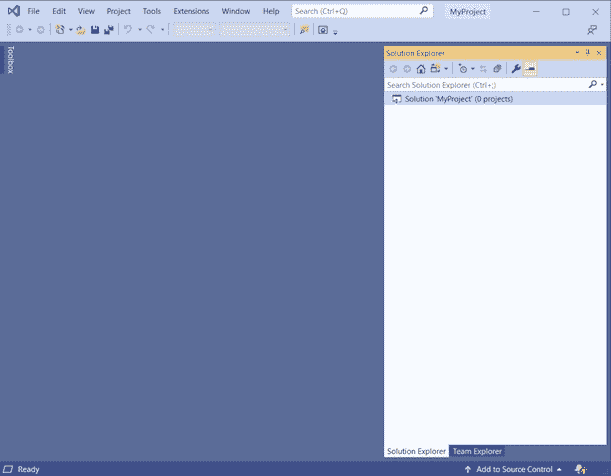 File Edit View Project Tools Extensions Window Help Search (Ctrl+Q) MyProject
Toolbox
Solution Explorer
Search Solution Explorer (Ctrl+;)
Solution 'MyProject' (0 projects)
Solution Explorer Team Explorer
Ready Add to Source Control